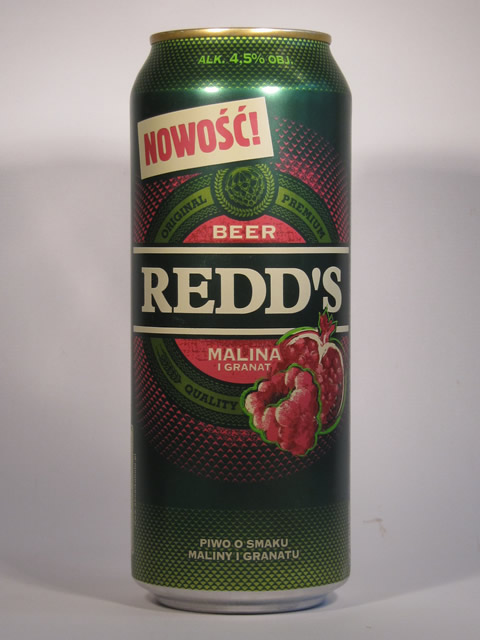 ALK. 4,5% OBJ.
NOWOŚĆ!
ORIGINAL PREMIUM
BEER
REDD'S
MALINA
I GRANAT
QUALITY
PIWO O SMAKU
MALINY I GRANATU